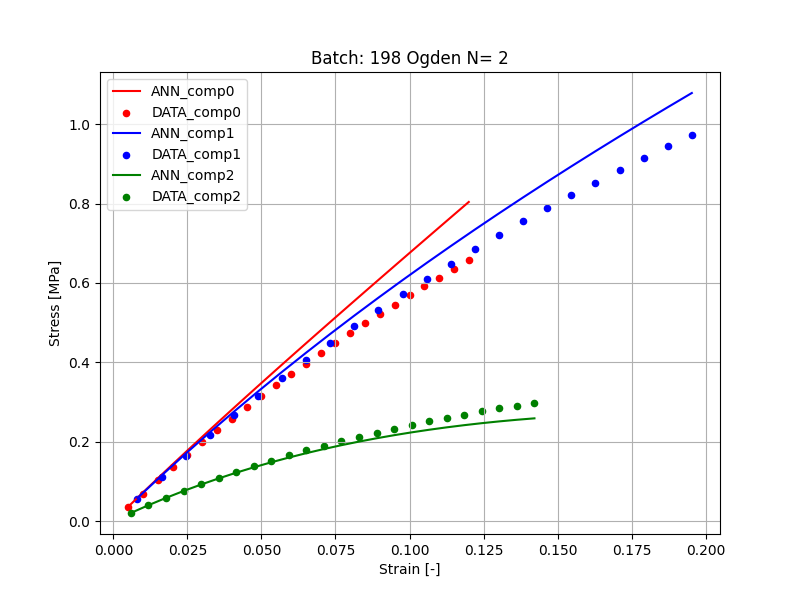 Batch: 198 Ogden N= 2
ANN_comp0
DATA_comp0
ANN_comp1
DATA_comp1
ANN_comp2
DATA_comp2
Stress [MPa]
1.0
0.8
0.6
0.4
0.2
0.0
0.000 0.025 0.050 0.075 0.100 0.125 0.150 0.175 0.200
Strain [-]